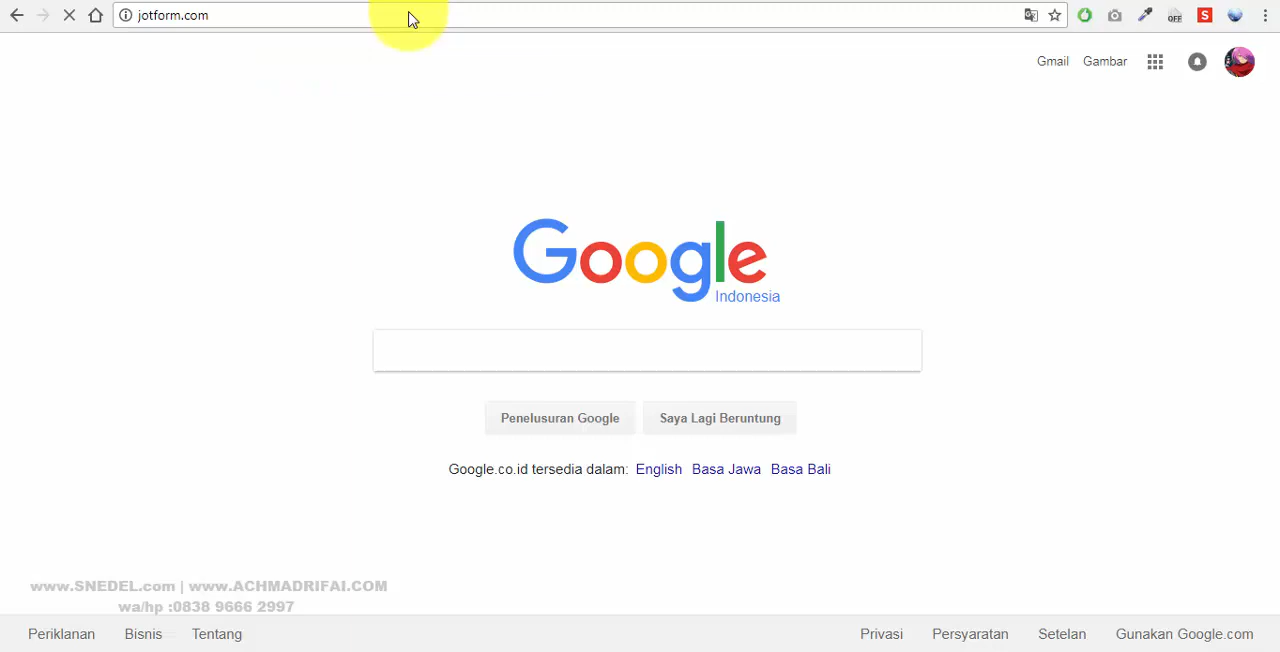 jotform.com
OFF
S
Gmail Gambar
Google
Indonesia
Penelusuran Google Saya Lagi Beruntung
Google.co.id tersedia dalam: English Basa Jawa Basa Bali
www.SNEDEL.com | www.ACHMADRIFAI.COM
wa/hp :0838 9666 2997
Periklanan Bisnis Tentang Privasi Persyaratan Setelan Gunakan Google.com